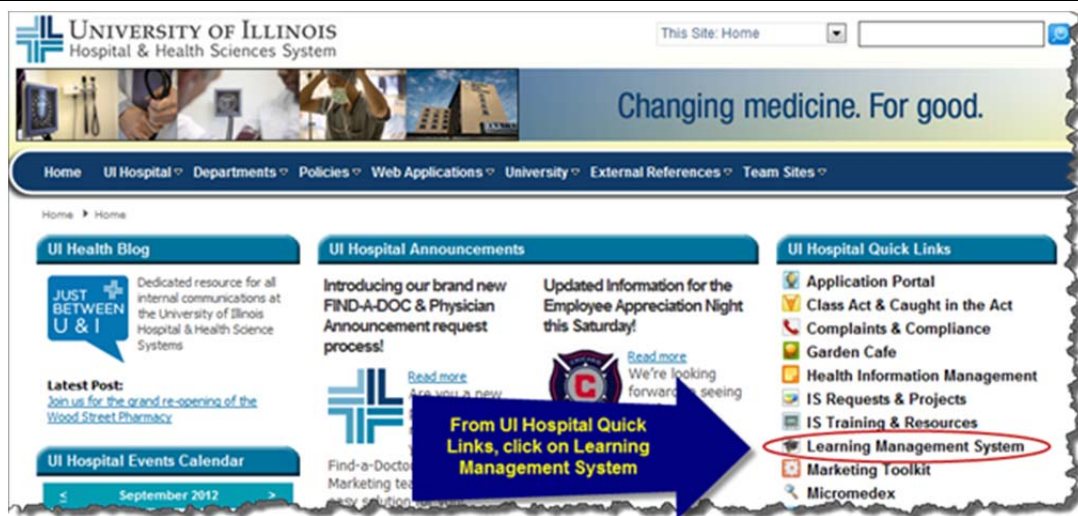 UNIVERSITY OF ILLINOIS
Hospital & Health Sciences System
This Site: Home
Changing medicine. For good.
Home UI Hospital Departments Policies Web Applications University External References Team Sites
Home Home
UI Health Blog
JUST
BETWEEN
U & I
Dedicated resource for all
internal communications at
the University of Illinois
Hospital & Health Science
Systems
Latest Post:
Join us for the grand re-opening of the
Wood Street Pharmacy
UI Hospital Events Calendar
< September 2012 >
UI Hospital Announcements
Introducing our brand new
FIND-A-DOC & Physician
Announcement request
process!
Read more
Are you a new
Find-a-Doctor
Marketing
easy solution
Updated Information for the
Employee Appreciation Night
this Saturday!
CHICAGO
C
Read more
We're looking
forward seeing
From UI Hospital Quick
Links, click on Learning
Management System
UI Hospital Quick Links
Application Portal
Class Act & Caught in the Act
Complaints & Compliance
Garden Cafe
Health Information Management
IS Requests & Projects
IS Training & Resources
Learning Management System
Marketing Toolkit
Micromedex